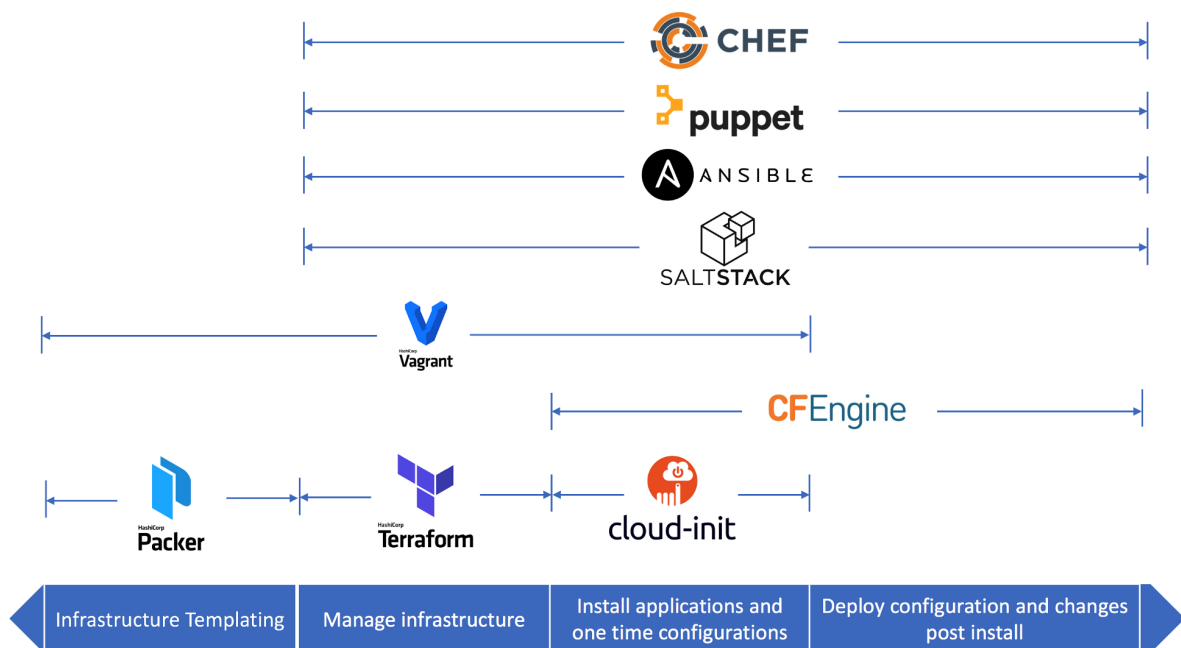 CHEF
puppet
ANSIBLE
SALTSTACK
HashiCorp
Vagrant
CFEngine
HashiCorp
Packer
HashiCorp
Terraform
cloud-init
Infrastructure Templating
Manage infrastructure
Install applications and
one time configurations
Deploy configuration and changes
post install